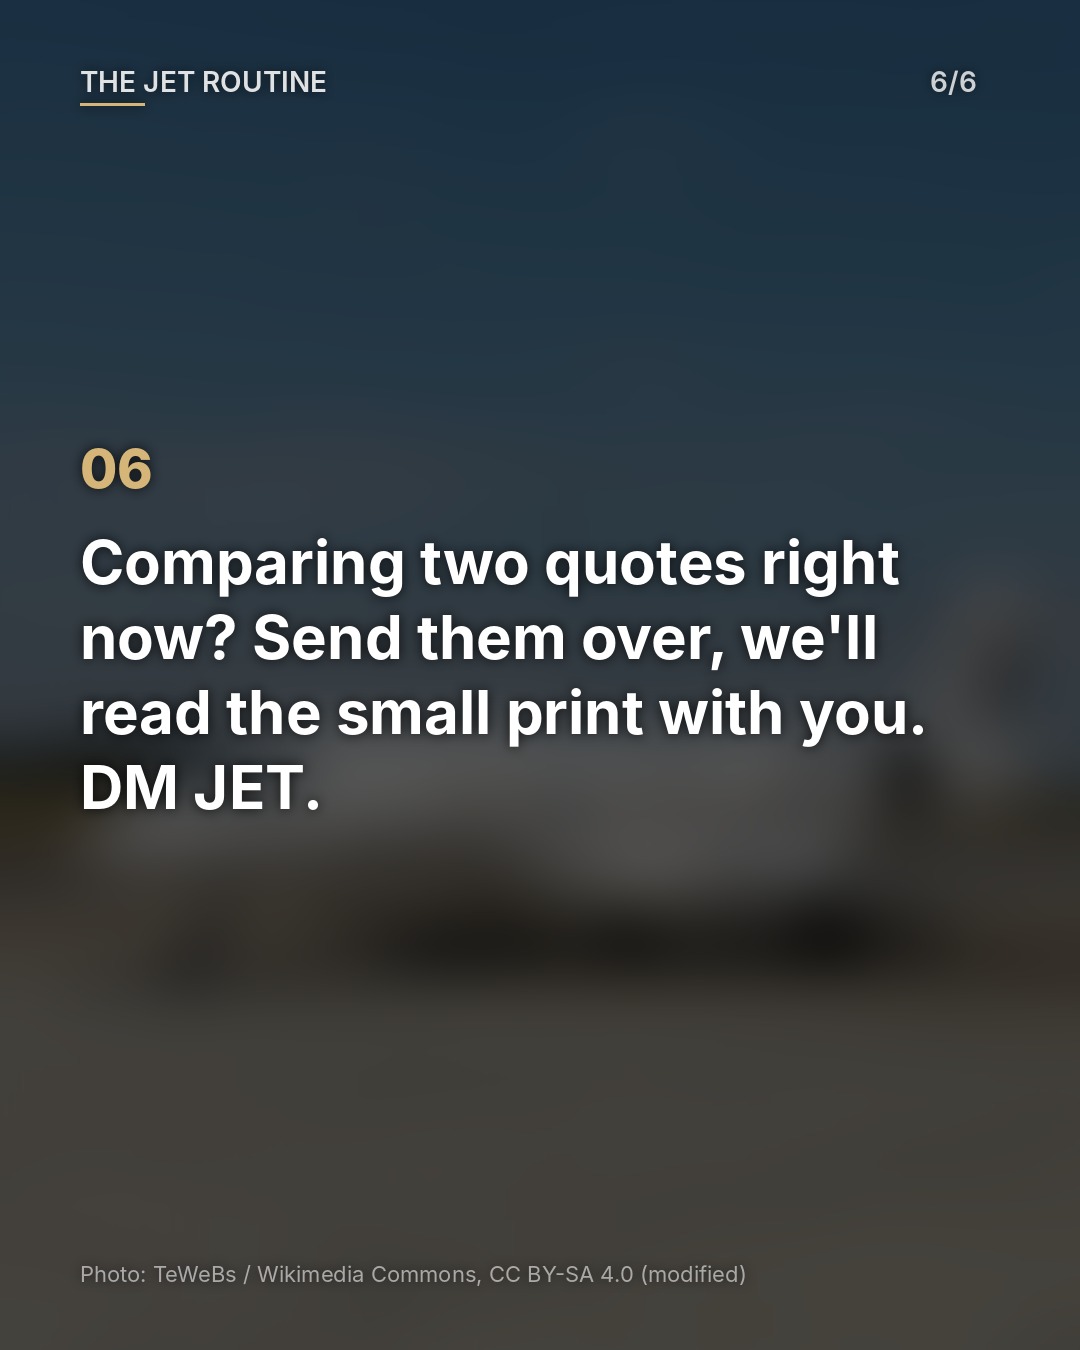 THE JET ROUTINE
6/6
06
Comparing two quotes right
now? Send them over, we'll
read the small print with you.
DM JET.
Photo: TeWeBs / Wikimedia Commons, CC BY-SA 4.0 (modified)